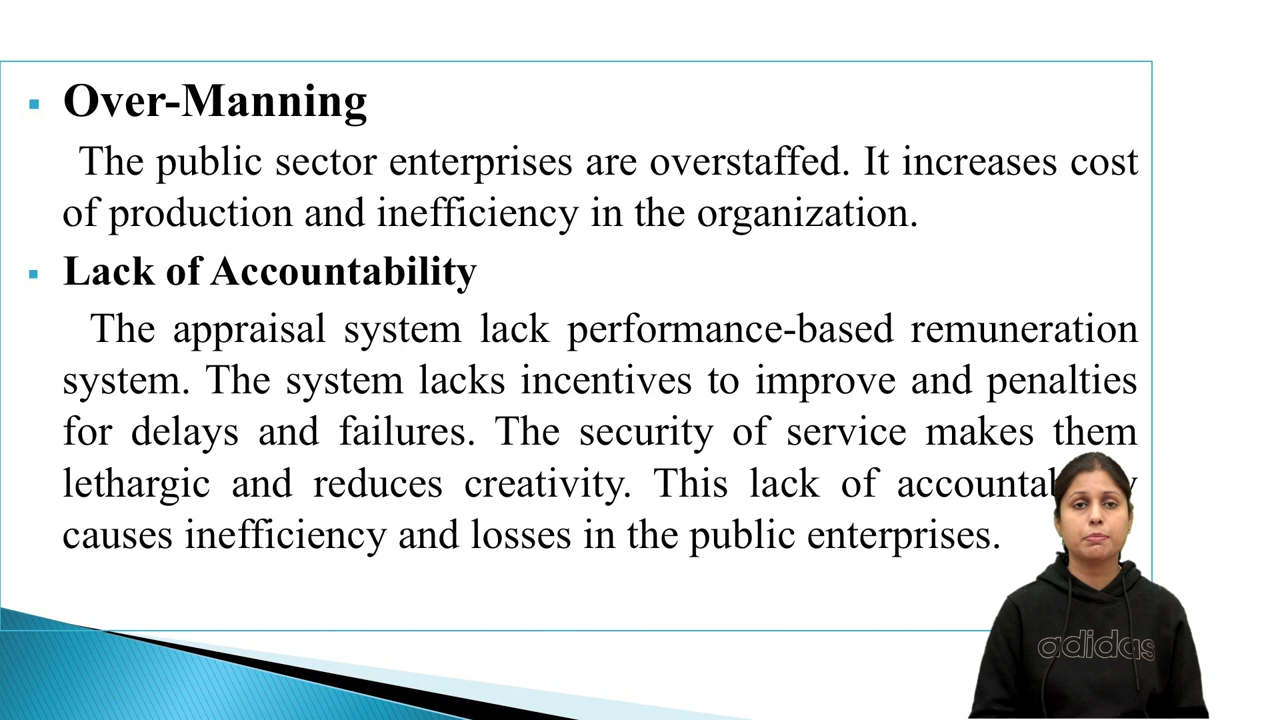 Over-Manning
The public sector enterprises are overstaffed. It increases cost
of production and inefficiency in the organization.
Lack of Accountability
The appraisal system lack performance-based remuneration
system. The system lacks incentives to improve and penalties
for delays and failures. The security of service makes them
lethargic and reduces creativity. This lack of
causes inefficiency and losses in the public enterprises.
adidas